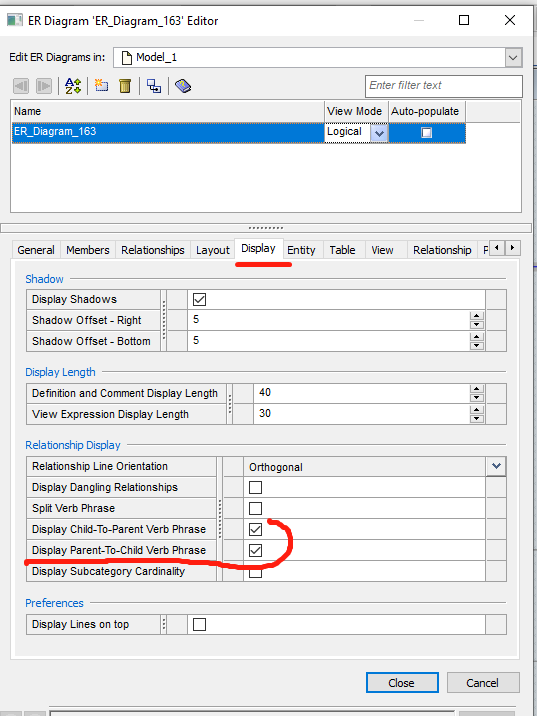 ER Diagram 'ER_Diagram_163' Editor
Edit ER Diagrams in: Model_1
Enter filter text
Name View Mode Auto-populate
ER_Diagram_163 Logical
General Members Relationships Layout Display Entity Table View Relationship
Shadow
Display Shadows
Shadow Offset - Right 5
Shadow Offset - Bottom 5
Display Length
Definition and Comment Display Length 40
View Expression Display Length 30
Relationship Display
Relationship Line Orientation Orthogonal
Display Dangling Relationships
Split Verb Phrase
Display Child-To-Parent Verb Phrase
Display Parent-To-Child Verb Phrase
Display Subcategory Cardinality
Preferences
Display Lines on top
Close Cancel